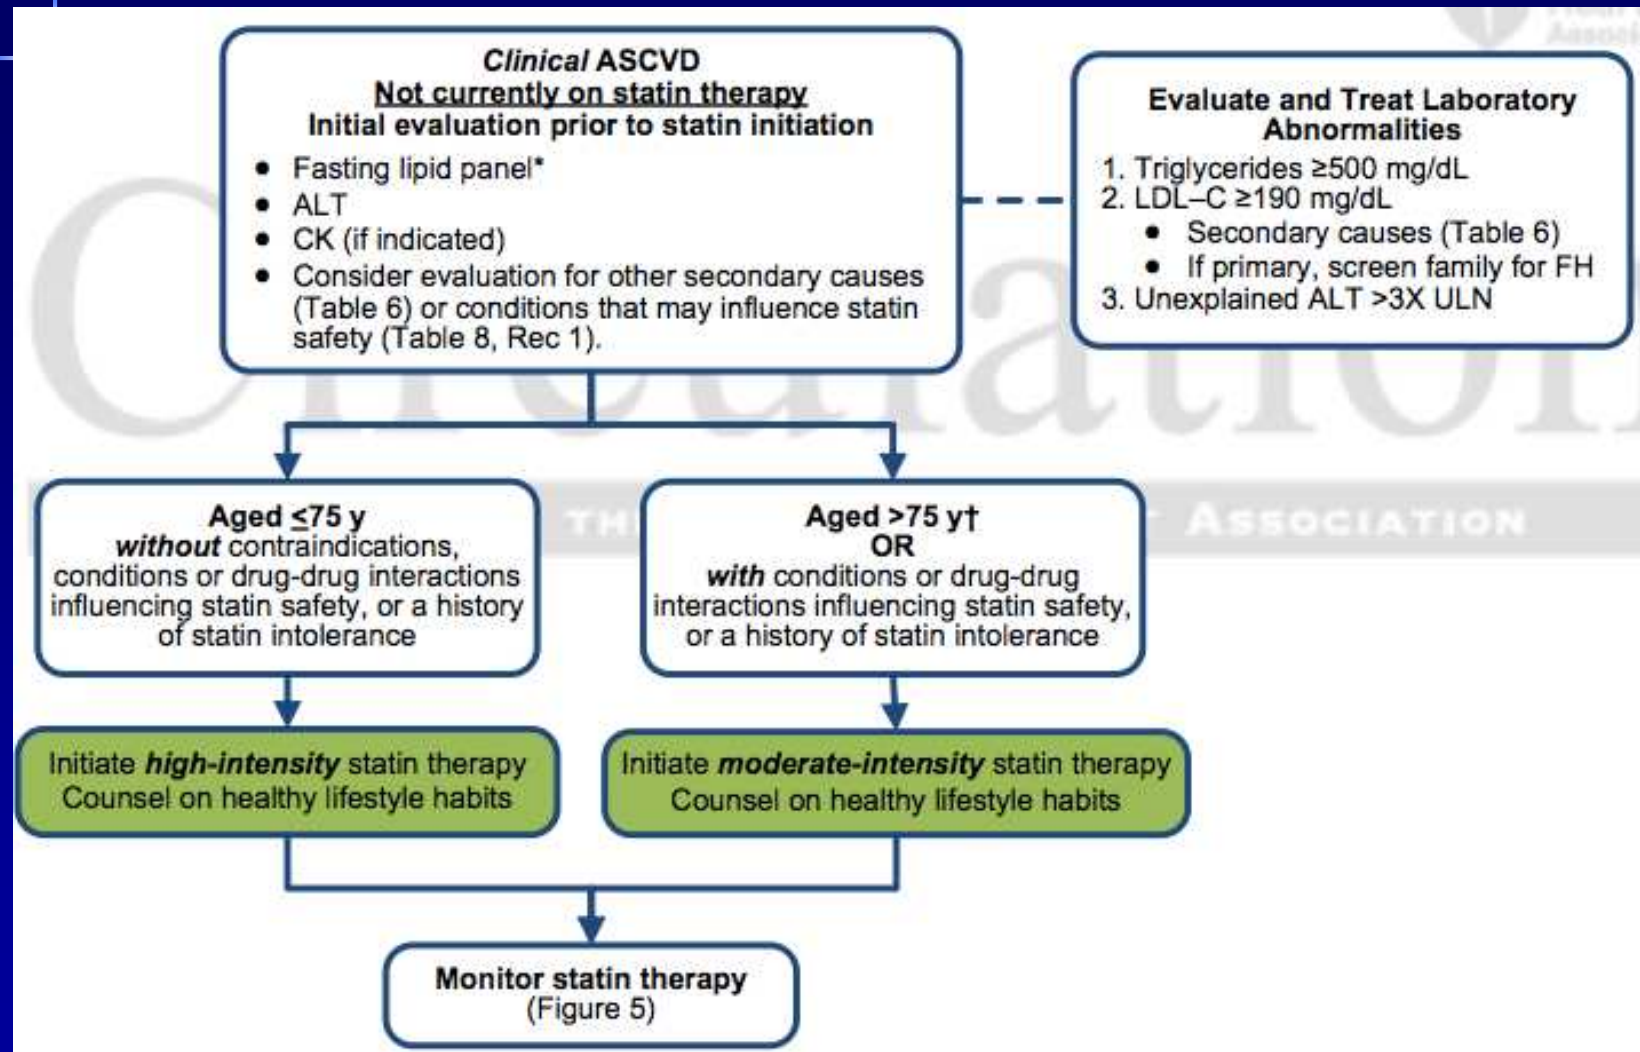 Clinical ASCVD
Not currently on statin therapy
Initial evaluation prior to statin initiation
• Fasting lipid panel*
• ALT
• CK (if indicated)
• Consider evaluation for other secondary causes
(Table 6) or conditions that may influence statin
safety (Table 8, Rec 1).
Evaluate and Treat Laboratory
Abnormalities
1. Triglycerides ≥500 mg/dL
2. LDL–C ≥190 mg/dL
• Secondary causes (Table 6)
• If primary, screen family for FH
3. Unexplained ALT >3X ULN
Aged ≤75 y
without contraindications,
conditions or drug-drug interactions
influencing statin safety, or a history
of statin intolerance
Aged >75 y†
OR
with conditions or drug-drug
interactions influencing statin safety,
or a history of statin intolerance
ASSOCIATION
Initiate high-intensity statin therapy
Counsel on healthy lifestyle habits
Initiate moderate-intensity statin therapy
Counsel on healthy lifestyle habits
Monitor statin therapy
(Figure 5)